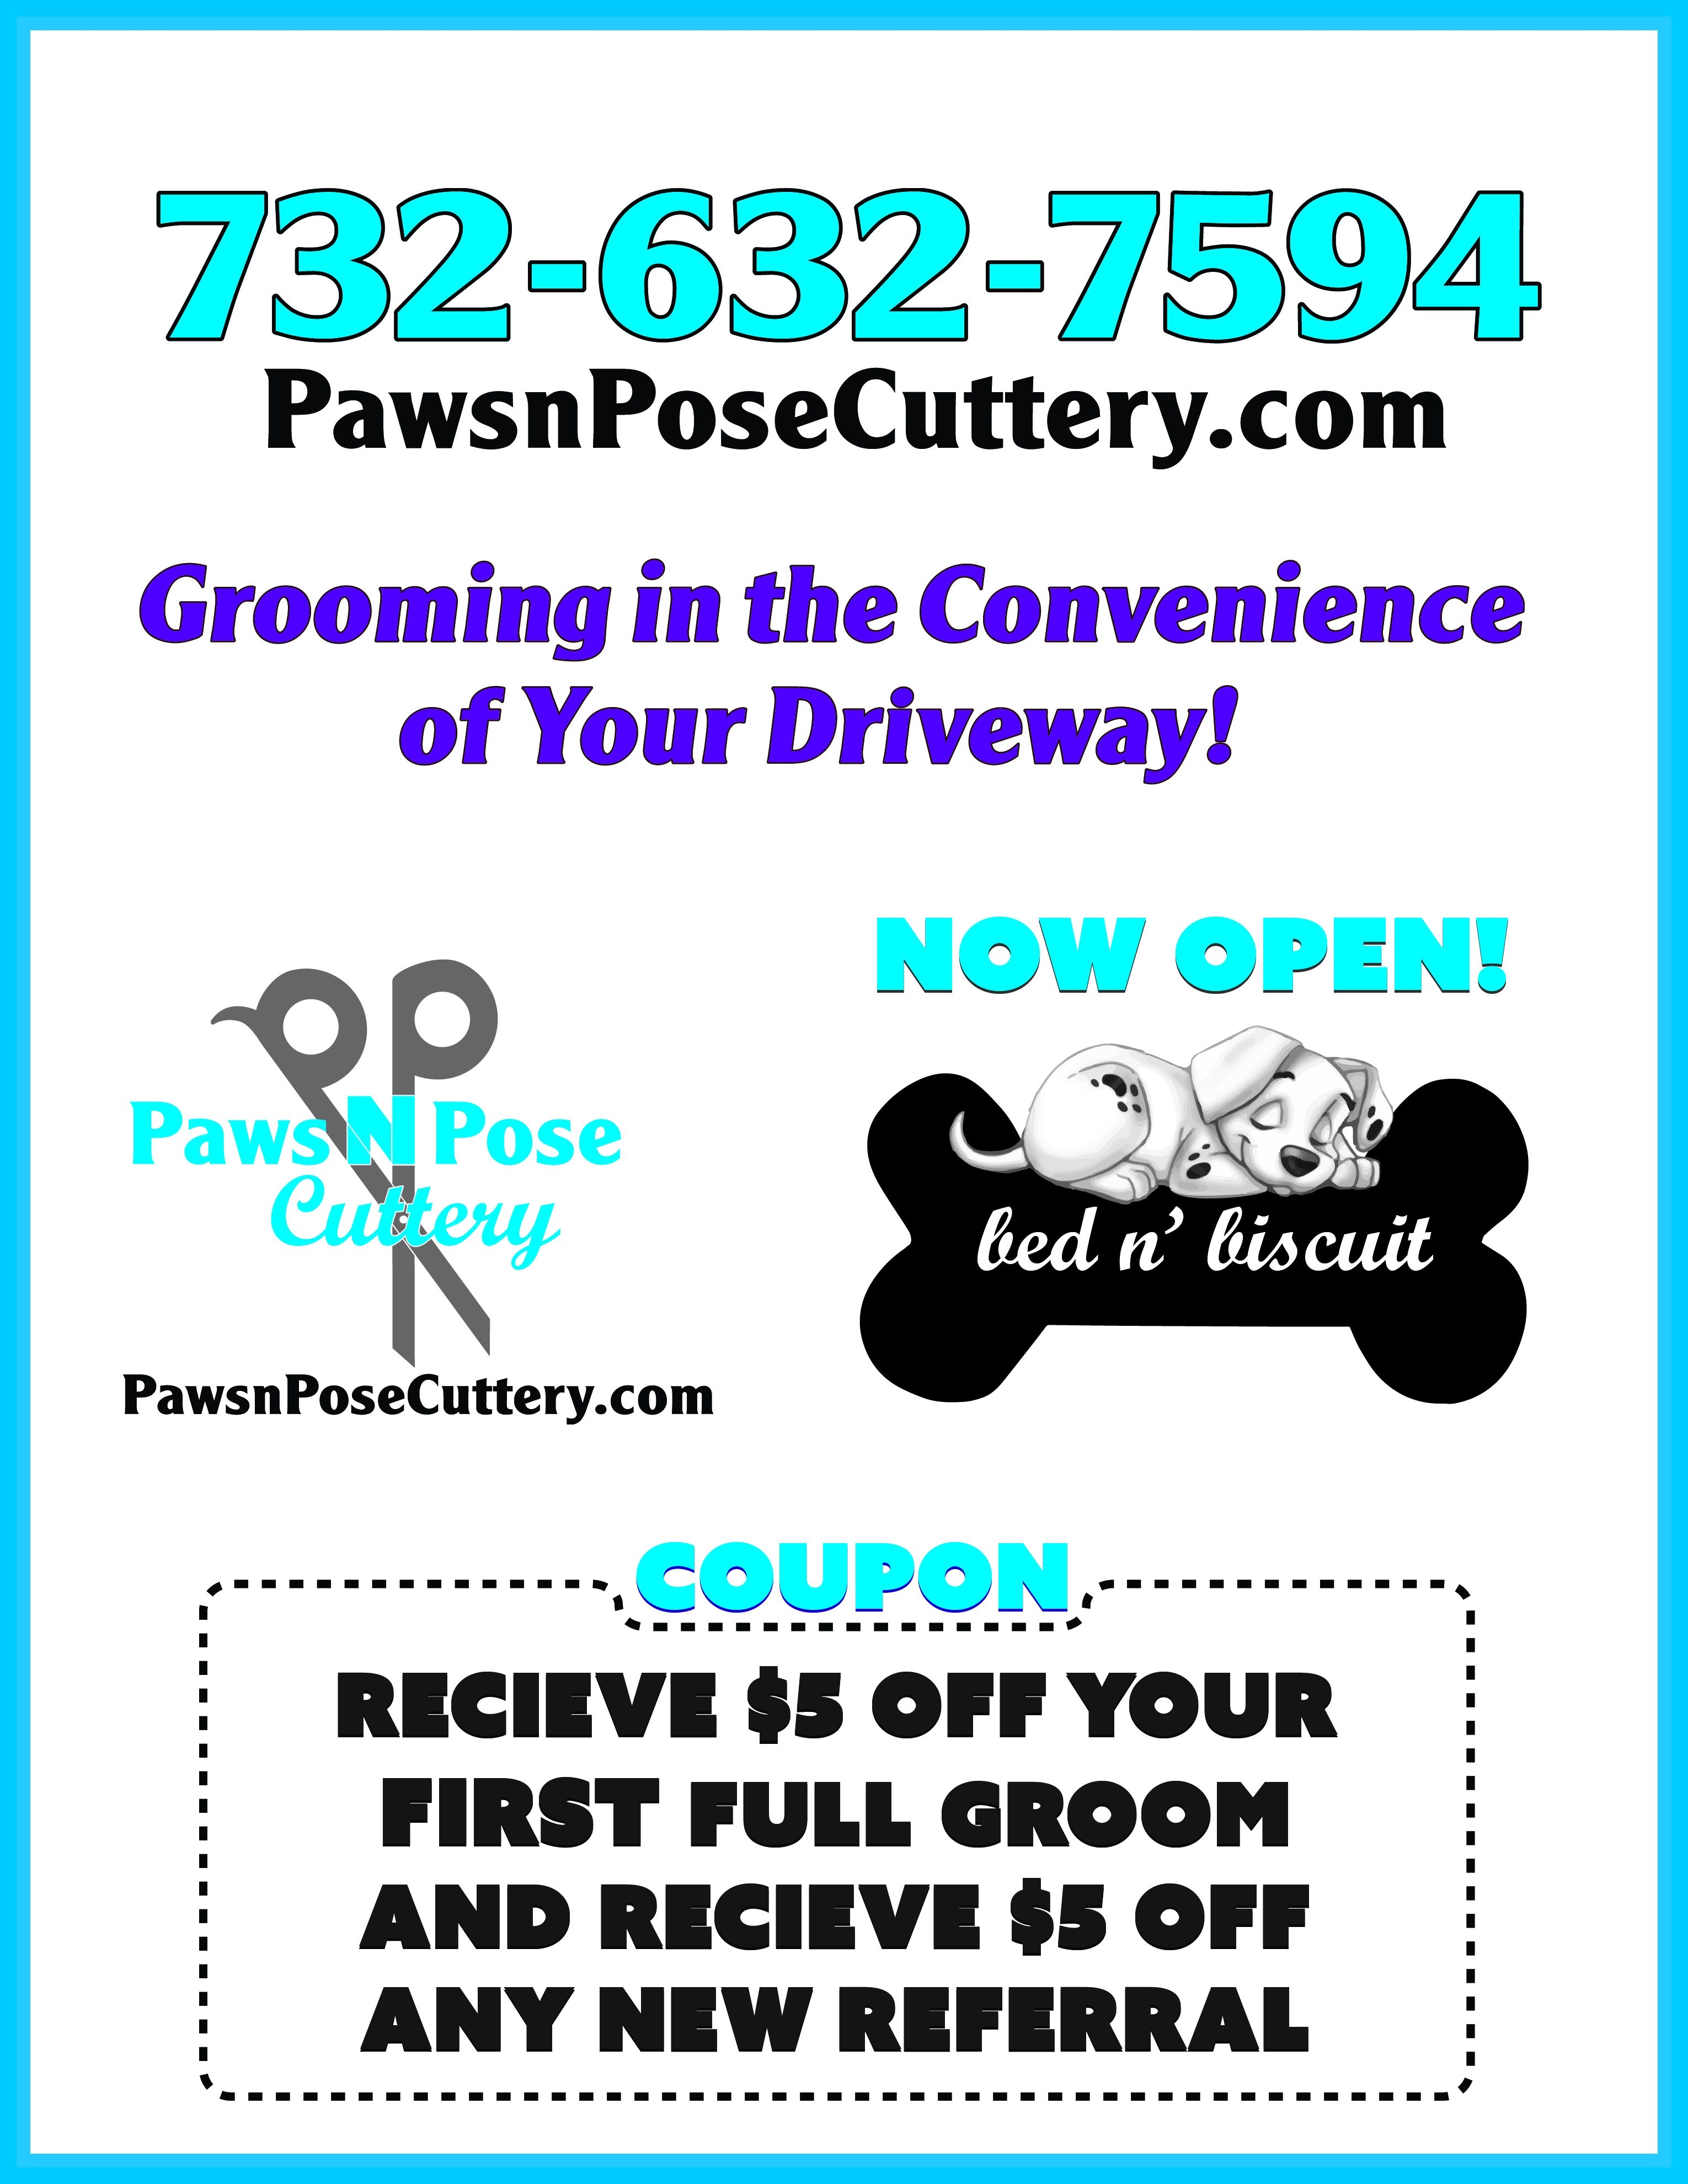 732-632-7594
PawsnPoseCuttery.com
Grooming in the Convenience
of Your Driveway!
NOW OPEN!
Paws N Pose
Cuttery
bed n' biscuit
PawsnPoseCuttery.com
COUPON
RECIEVE $5 OFF YOUR
FIRST FULL GROOM
AND RECIEVE $5 OFF
ANY NEW REFERRAL